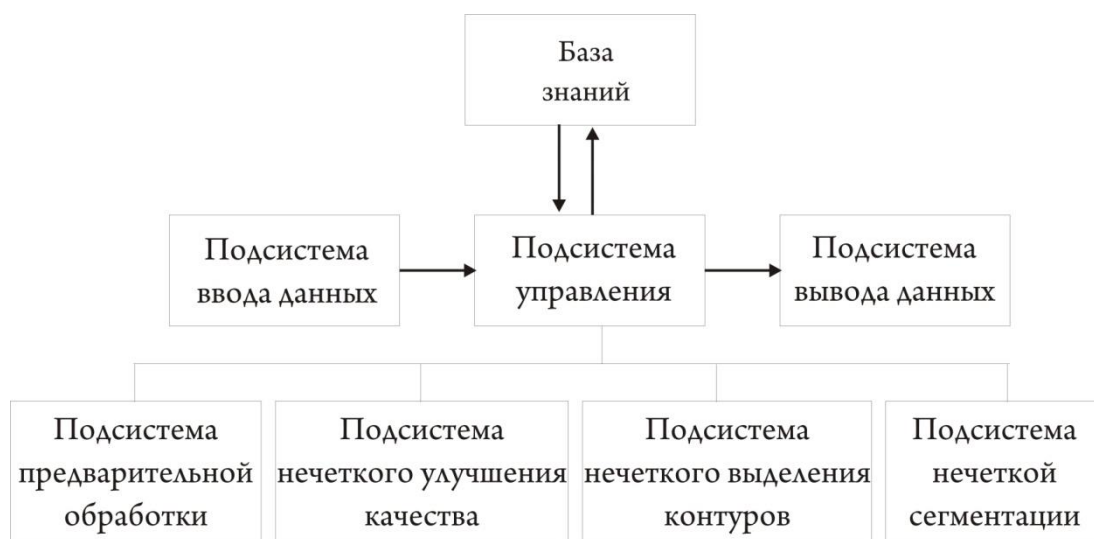 База
знаний
Подсистема
ввода данных
Подсистема
управления
Подсистема
вывода данных
Подсистема
предварительной
обработки
Подсистема
нечеткого улучшения
качества
Подсистема
нечеткого выделения
контуров
Подсистема
нечеткой
сегментации